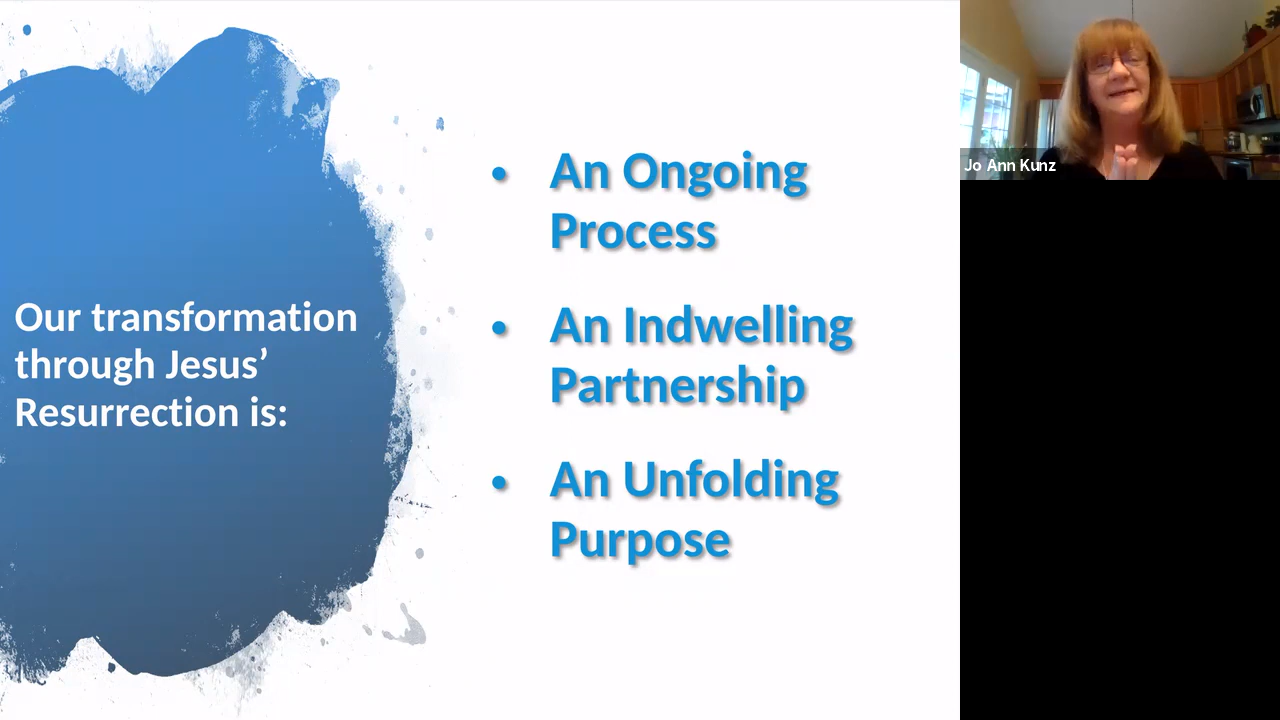 Our transformation
through Jesus’
Resurrection is:
• An Ongoing
Process
• An Indwelling
Partnership
• An Unfolding
Purpose
Jo Ann Kunz